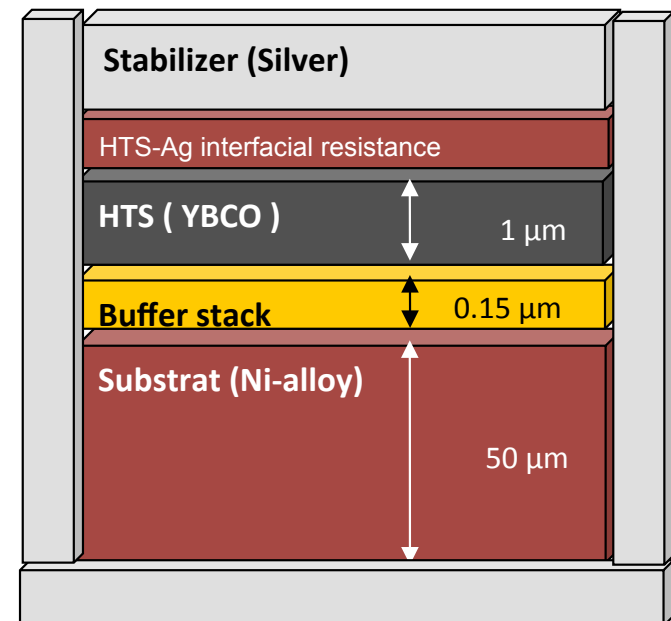 Stabilizer (Silver)
HTS-Ag interfacial resistance
HTS ( YBCO )
1 μm
Buffer stack
0.15 μm
Substrat (Ni-alloy)
50 μm